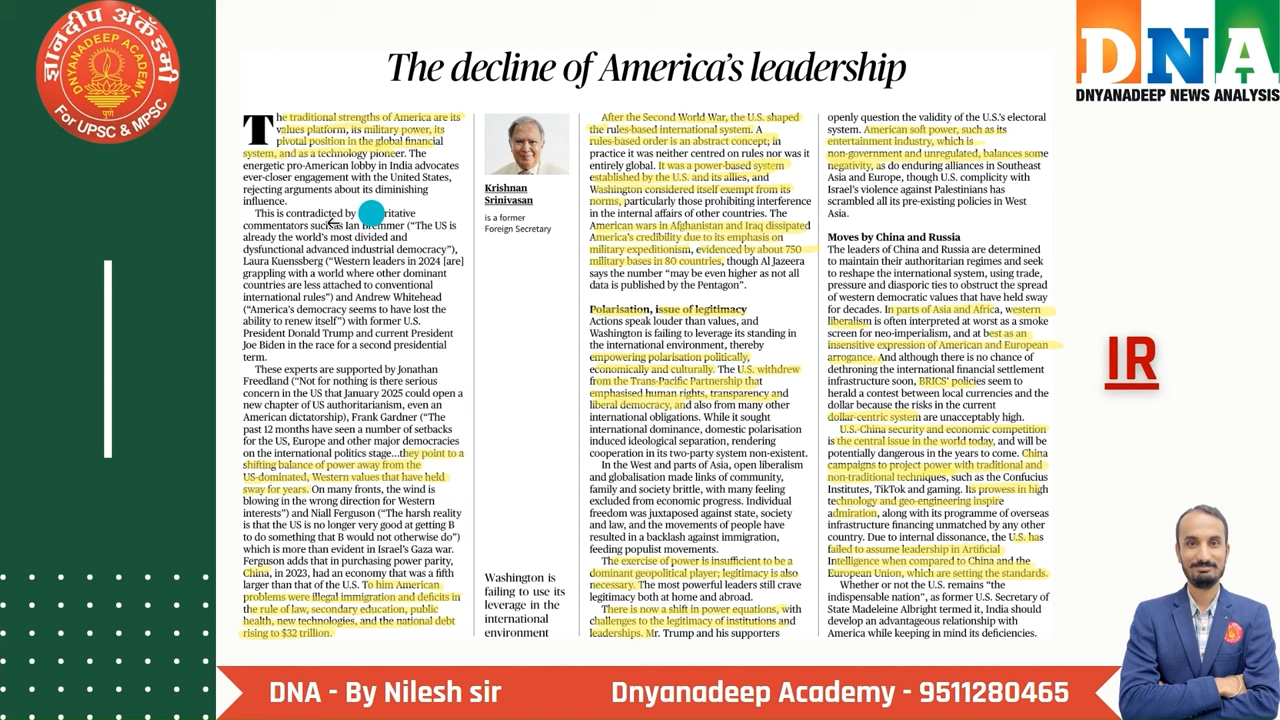 ज्ञानदीप अ‍ॅकॅडमी
DNYANADEEP ACADEMY
पुणे
For UPSC & MPSC
DNA
DNYANADEEP NEWS ANALYSIS
The decline of America's leadership
The traditional strengths of America are its
values platform, its military power, its
pivotal position in the global financial
system, and as a technology pioneer. The
energetic pro-American lobby in India advocates
ever-closer engagement with the United States,
rejecting arguments about its diminishing
influence.
This is contradicted by ritative
commentators such as Ian Bremmer ("The US is
already the world's most divided and
dysfunctional advanced industrial democracy"),
Laura Kuenssberg ("Western leaders in 2024 [are]
grappling with a world where other dominant
countries are less attached to conventional
international rules") and Andrew Whitehead
("America's democracy seems to have lost the
ability to renew itself") with former U.S.
President Donald Trump and current President
Joe Biden in the race for a second presidential
term.
These experts are supported by Jonathan
Freedland ("Not for nothing is there serious
concern in the US that January 2025 could open a
new chapter of US authoritarianism, even an
American dictatorship), Frank Gardner ("The
past 12 months have seen a number of setbacks
for the US, Europe and other major democracies
on the international politics stage...they point to a
shifting balance of power away from the
US-dominated, Western values that have held
sway for years. On many fronts, the wind is
blowing in the wrong direction for Western
interests") and Niall Ferguson ("The harsh reality
is that the US is no longer very good at getting B
to do something that B would not otherwise do")
which is more than evident in Israel's Gaza war.
Ferguson adds that in purchasing power parity,
China, in 2023, had an economy that was a fifth
larger than that of the U.S. To him American
problems were illegal immigration and deficits in
the rule of law, secondary education, public
health, new technologies, and the national debt
rising to $32 trillion.
Krishnan
Srinivasan
is a former
Foreign Secretary
Washington is
failing to use its
leverage in the
international
environment
After the Second World War, the U.S. shaped
the rules-based international system. A
rules-based order is an abstract concept; in
practice it was neither centred on rules nor was it
entirely global. It was a power-based system
established by the U.S. and its allies, and
Washington considered itself exempt from its
norms, particularly those prohibiting interference
in the internal affairs of other countries. The
American wars in Afghanistan and Iraq dissipated
America's credibility due to its emphasis on
military expeditionism, evidenced by about 750
military bases in 80 countries, though Al Jazeera
says the number "may be even higher as not all
data is published by the Pentagon".
Polarisation, issue of legitimacy
Actions speak louder than values, and
Washington is failing to leverage its standing in
the international environment, thereby
empowering polarisation politically,
economically and culturally. The U.S. withdrew
from the Trans-Pacific Partnership that
emphasised human rights, transparency and
liberal democracy, and also from many other
international obligations. While it sought
international dominance, domestic polarisation
induced ideological separation, rendering
cooperation in its two-party system non-existent.
In the West and parts of Asia, open liberalism
and globalisation made links of community,
family and society brittle, with many feeling
excluded from economic progress. Individual
freedom was juxtaposed against state, society
and law, and the movements of people have
resulted in a backlash against immigration,
feeding populist movements.
The exercise of power is insufficient to be a
dominant geopolitical player; legitimacy is also
necessary. The most powerful leaders still crave
legitimacy both at home and abroad.
There is now a shift in power equations, with
challenges to the legitimacy of institutions and
leaderships. Mr. Trump and his supporters
openly question the validity of the U.S.'s electoral
system. American soft power, such as its
entertainment industry, which is
non-government and unregulated, balances some
negativity, as do enduring alliances in Southeast
Asia and Europe, though U.S. complicity with
Israel's violence against Palestinians has
scrambled all its pre-existing policies in West
Asia.
Moves by China and Russia
The leaders of China and Russia are determined
to maintain their authoritarian regimes and seek
to reshape the international system, using trade,
pressure and diasporic ties to obstruct the spread
of western democratic values that have held sway
for decades. In parts of Asia and Africa, western
liberalism is often interpreted at worst as a smoke
screen for neo-imperialism, and at best as an
insensitive expression of American and European
arrogance. And although there is no chance of
dethroning the international financial settlement
infrastructure soon, BRICS' policies seem to
herald a contest between local currencies and the
dollar because the risks in the current
dollar-centric system are unacceptably high.
U.S.-China security and economic competition
is the central issue in the world today, and will be
potentially dangerous in the years to come. China
campaigns to project power with traditional and
non-traditional techniques, such as the Confucius
Institutes, TikTok and gaming. Its prowess in high
technology and geo-engineering inspire
admiration, along with its programme of overseas
infrastructure financing unmatched by any other
country. Due to internal dissonance, the U.S. has
failed to assume leadership in Artificial
Intelligence when compared to China and the
European Union, which are setting the standards.
Whether or not the U.S. remains "the
indispensable nation", as former U.S. Secretary of
State Madeleine Albright termed it, India should
develop an advantageous relationship with
America while keeping in mind its deficiencies.
IR
DNA - By Nilesh sir
Dnyanadeep Academy - 9511280465